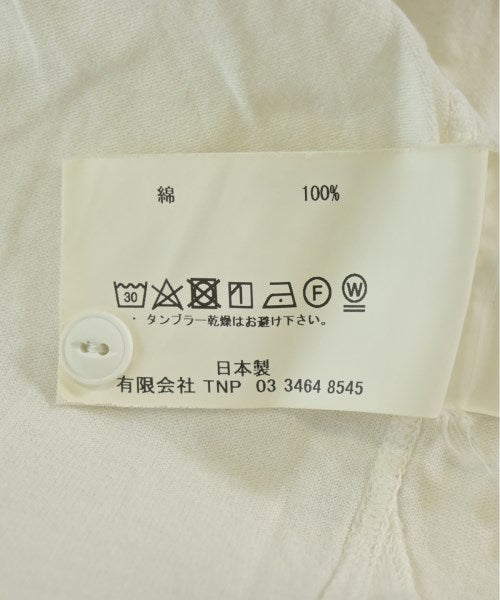 綿 100%
30 F W
・タンブラー乾燥はお避け下さい。
日本製
有限会社 TNP 03 3464 8545